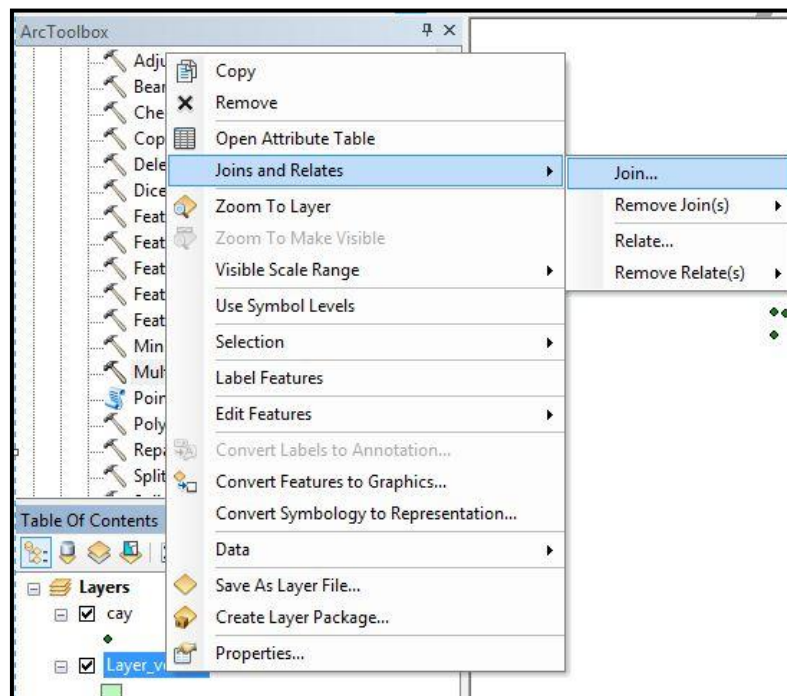 ArcToolbox
Adju
Bear
Che
Cop
Dele
Dice
Feat
Feat
Feat
Feat
Feat
Min
Mul
Poin
Poly
Repa
Split
Copy
Remove
Open Attribute Table
Joins and Relates
Zoom To Layer
Zoom To Make Visible
Visible Scale Range
Use Symbol Levels
Selection
Label Features
Edit Features
Convert Labels to Annotation...
Convert Features to Graphics...
Convert Symbology to Representation...
Data
Save As Layer File...
Create Layer Package...
Properties...
Join...
Remove Join(s)
Relate...
Remove Relate(s)
Table Of Contents
Layers
cay